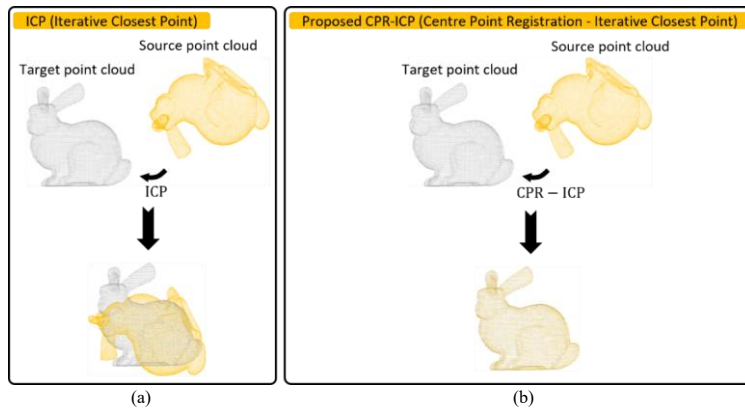 ICP (Iterative Closest Point)
Source point cloud
Target point cloud
ICP
(a)
Proposed CPR-ICP (Centre Point Registration - Iterative Closest Point)
Source point cloud
Target point cloud
CPR − ICP
(b)